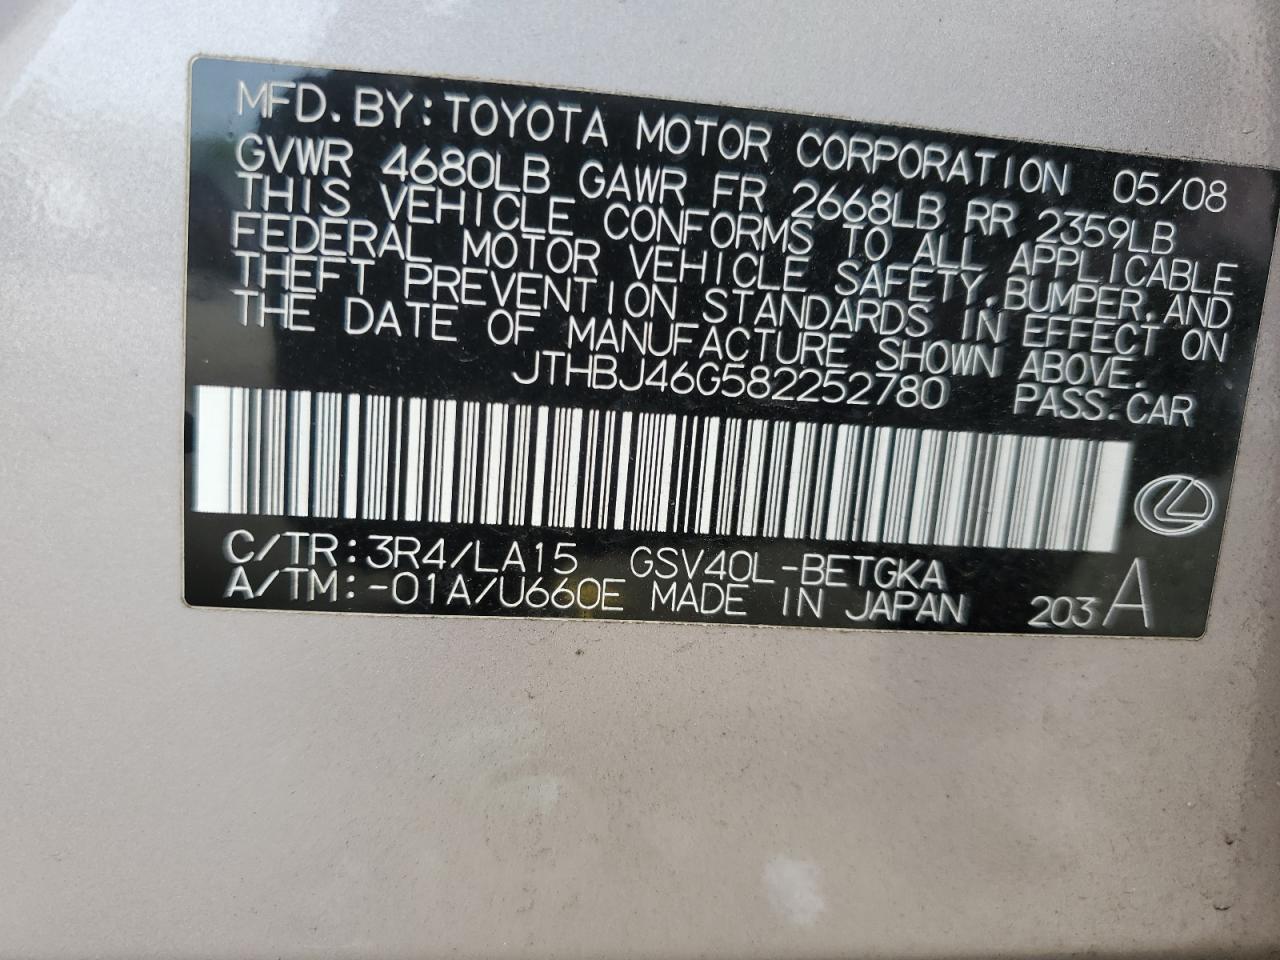 MFD. BY: TOYOTA MOTOR CORPORATION 05/08
GVWR 4680LB GAWR FR 2668LB RR 2359LB
THIS VEHICLE CONFORMS TO ALL APPLICABLE
FEDERAL MOTOR VEHICLE SAFETY, BUMPER, AND
THEFT PREVENTION STANDARDS IN EFFECT ON
THE DATE OF MANUFACTURE SHOWN ABOVE.
JTHBJ46G582252780 PASS. CAR
C/TR: 3R4/LA15 GSV40L-BETGKA
A/TM: -01A/U660E MADE IN JAPAN 203 A